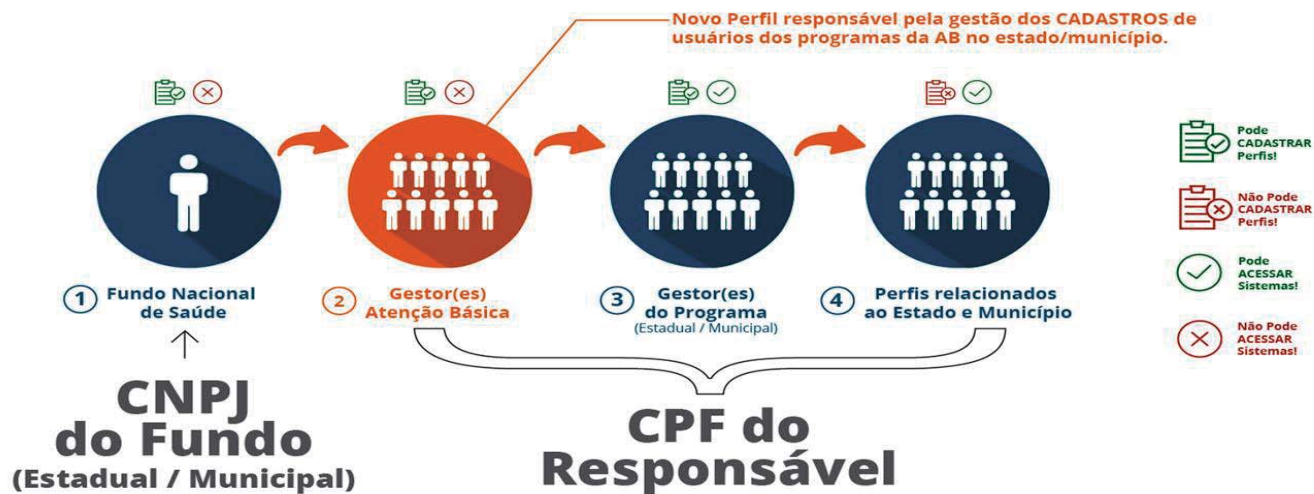 Novo Perfil responsável pela gestão dos CADASTROS de
usuários dos programas da AB no estado/município.
1 Fundo Nacional
de Saúde
2 Gestor(es)
Atenção Básica
3 Gestor(es)
do Programa
(Estadual / Municipal)
4 Perfis relacionados
ao Estado e Município
CNPJ
do Fundo
(Estadual / Municipal)
CPF do
Responsável
Pode
CADASTRAR
Perfis!
Não Pode
CADASTRAR
Perfis!
Pode
ACESSAR
Sistemas!
Não Pode
ACESSAR
Sistemas!